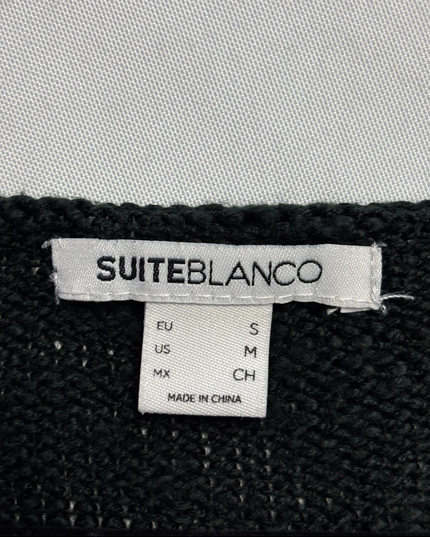 SUITEBLANCO
EU S
US M
MX CH
MADE IN CHINA